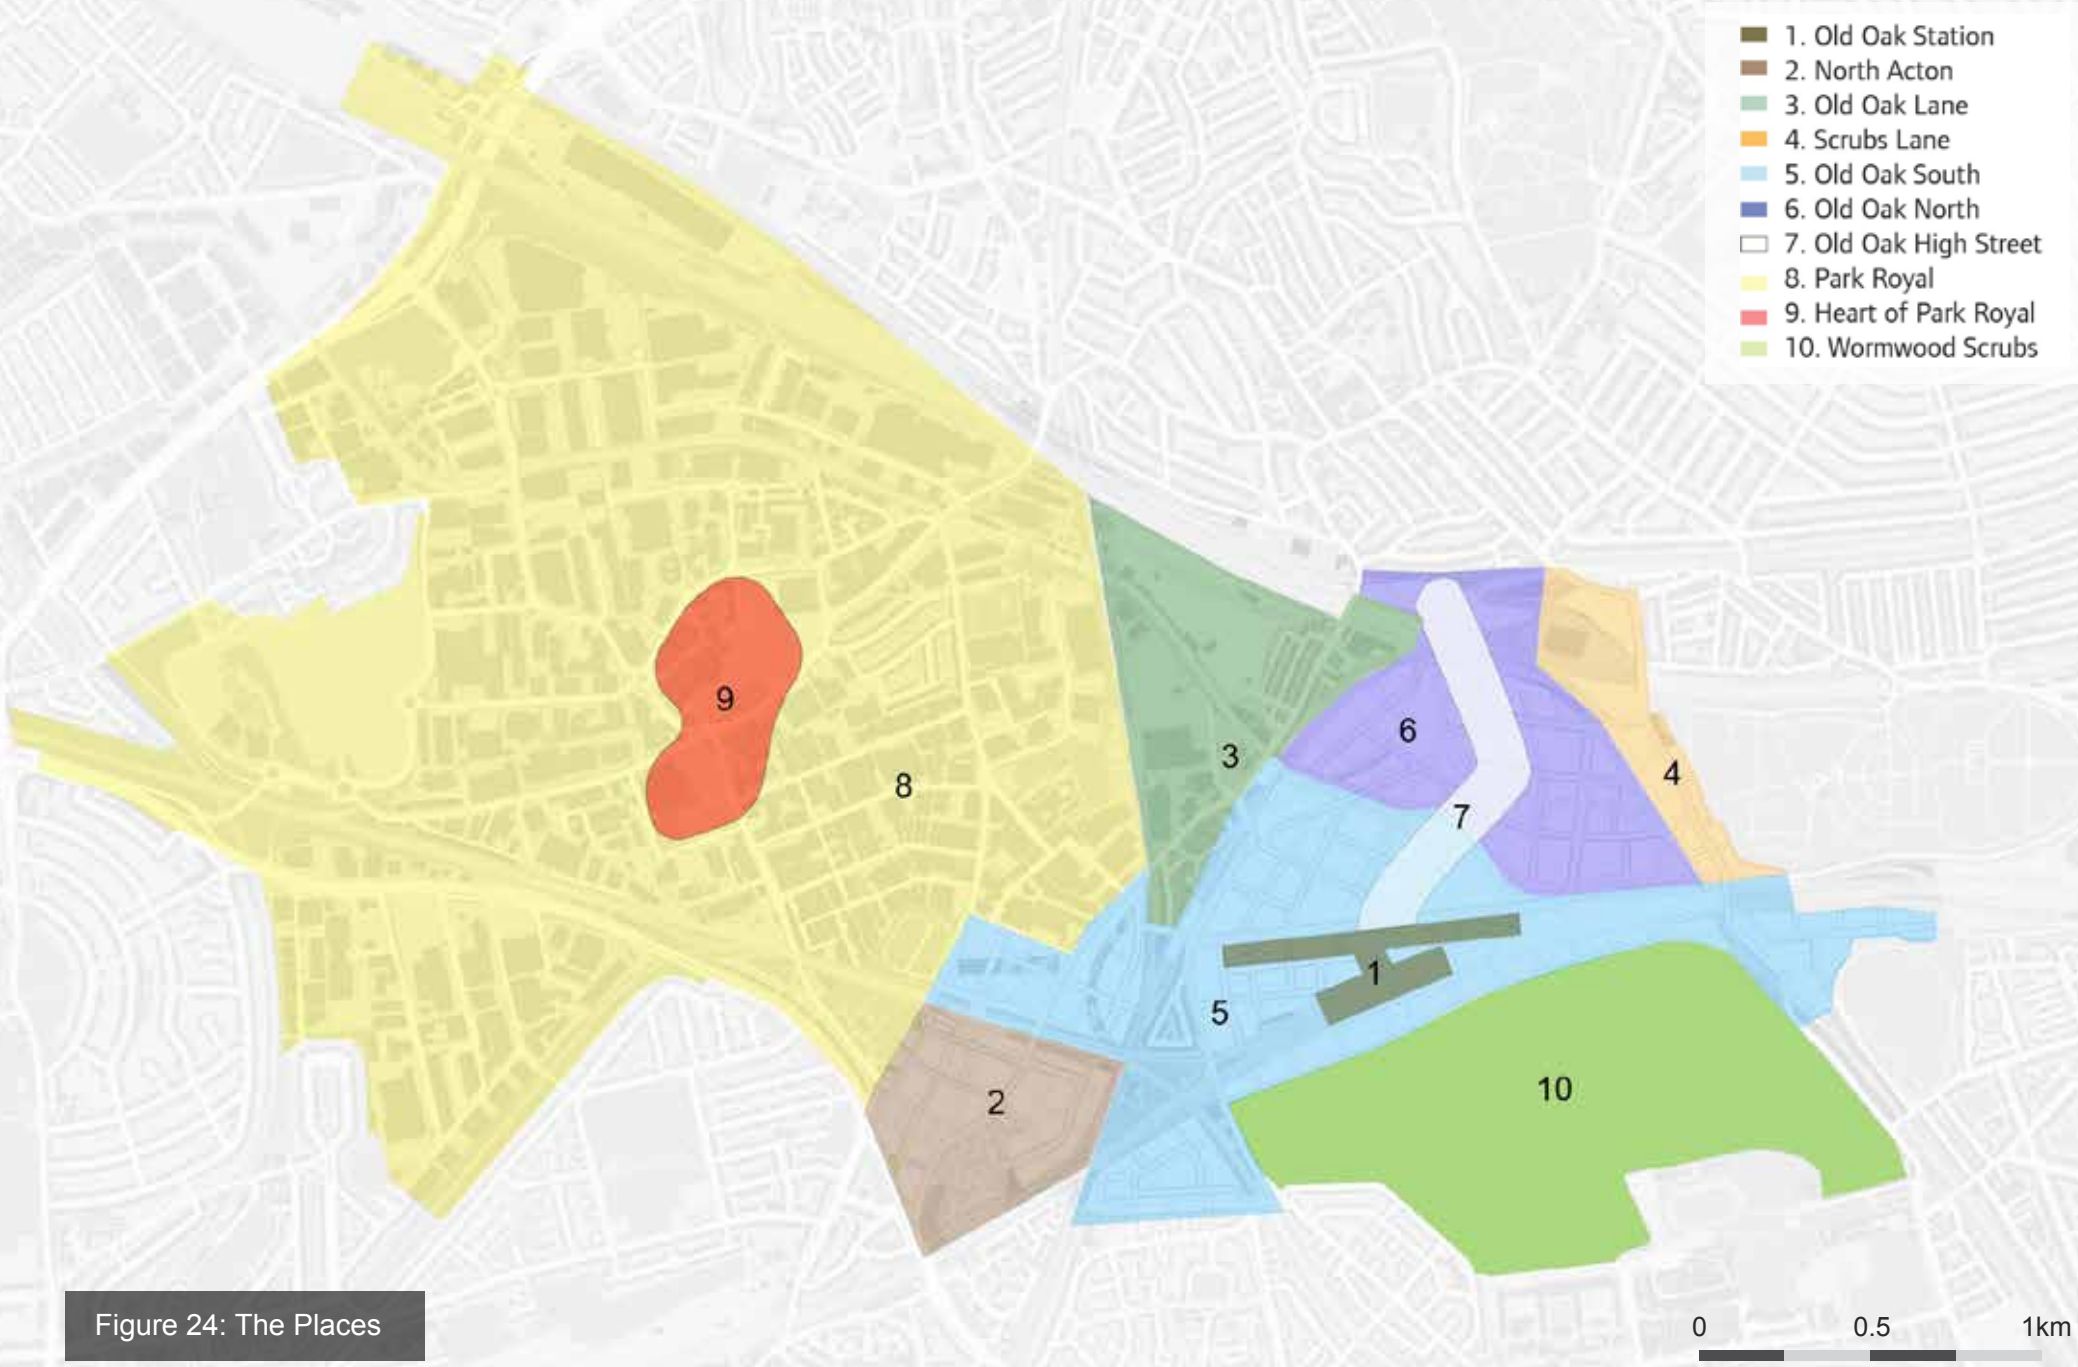 1. Old Oak Station
2. North Acton
3. Old Oak Lane
4. Scrubs Lane
5. Old Oak South
6. Old Oak North
7. Old Oak High Street
8. Park Royal
9. Heart of Park Royal
10. Wormwood Scrubs
9
3
6
4
8
7
1
5
10
2
Figure 24: The Places
0 0.5 1km